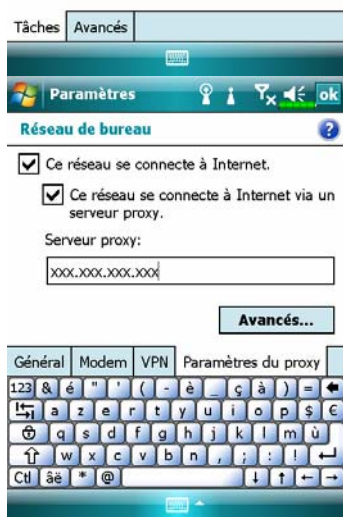 Tâches Avancés
Paramètres ok
Réseau de bureau ?
Ce réseau se connecte à Internet.
Ce réseau se connecte à Internet via un
serveur proxy.
Serveur proxy:
xxx.xxx.xxx.xxx
Avancés...
Général Modem VPN Paramètres du proxy
123 & é " ' ( - è _ ç à ) =
a z e r t y u i o p $ €
q s d f g h j k l m ù
w x c v b n , ; : !
Ctl âë * @